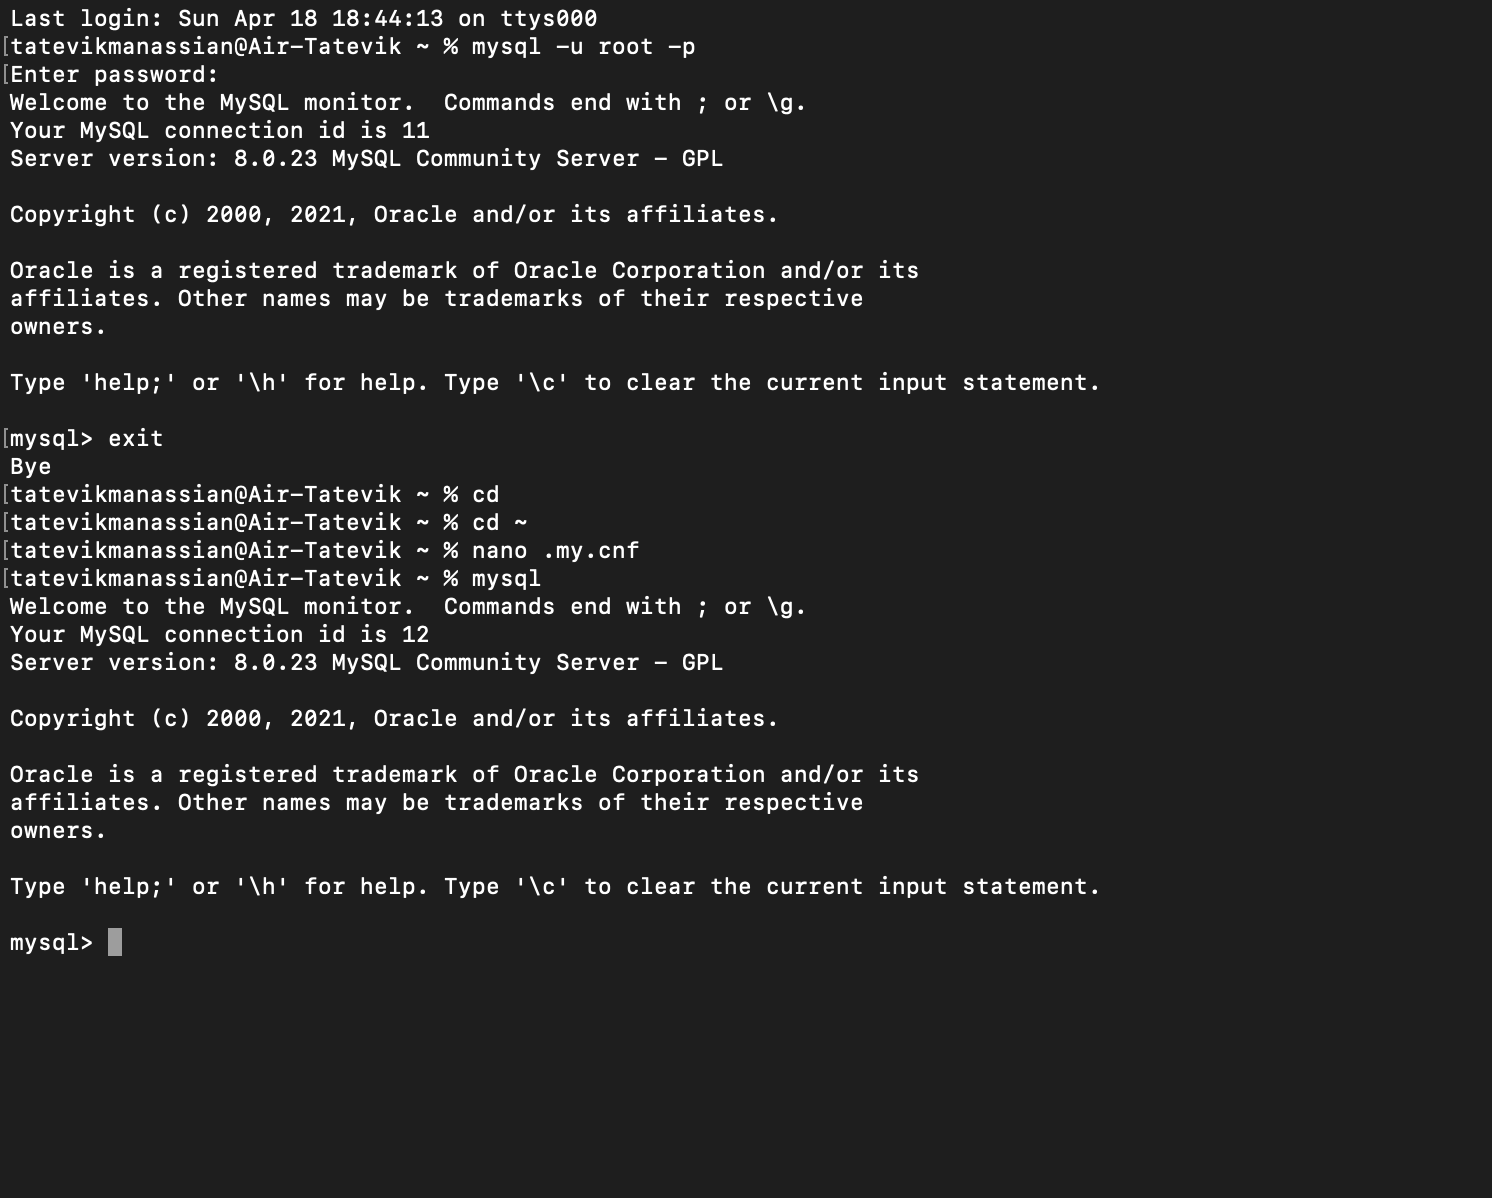 Last login: Sun Apr 18 18:44:13 on ttys000
[tatevikmanassian@Air-Tatevik ~ % mysql -u root -p
[Enter password:
Welcome to the MySQL monitor.  Commands end with ; or \g.
Your MySQL connection id is 11
Server version: 8.0.23 MySQL Community Server - GPL
Copyright (c) 2000, 2021, Oracle and/or its affiliates.
Oracle is a registered trademark of Oracle Corporation and/or its
affiliates. Other names may be trademarks of their respective
owners.
Type 'help;' or '\h' for help. Type '\c' to clear the current input statement.
[mysql> exit
Bye
[tatevikmanassian@Air-Tatevik ~ % cd
[tatevikmanassian@Air-Tatevik ~ % cd ~
[tatevikmanassian@Air-Tatevik ~ % nano .my.cnf
[tatevikmanassian@Air-Tatevik ~ % mysql
Welcome to the MySQL monitor.  Commands end with ; or \g.
Your MySQL connection id is 12
Server version: 8.0.23 MySQL Community Server - GPL
Copyright (c) 2000, 2021, Oracle and/or its affiliates.
Oracle is a registered trademark of Oracle Corporation and/or its
affiliates. Other names may be trademarks of their respective
owners.
Type 'help;' or '\h' for help. Type '\c' to clear the current input statement.
mysql>